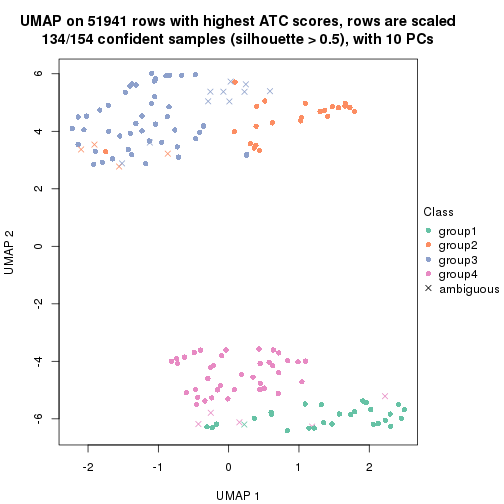 UMAP on 51941 rows with highest ATC scores, rows are scaled
134/154 confident samples (silhouette > 0.5), with 10 PCs
6
4
2
0
-2
-4
-6
UMAP 2
-2
-1
0
1
2
UMAP 1
Class
group1
group2
group3
group4
ambiguous